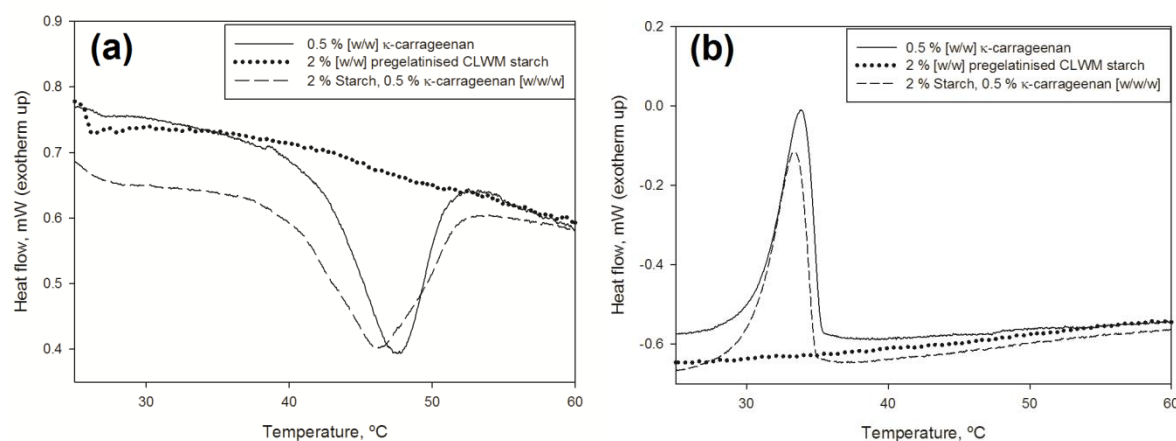 (a)
0.5 % [w/w] κ-carrageenan
2 % [w/w] pregelatinised CLWM starch
2 % Starch, 0.5 % κ-carrageenan [w/w/w]
Heat flow, mW (exotherm up)
0.9
0.8
0.7
0.6
0.5
0.4
30
40
50
60
Temperature, ºC
(b)
0.5 % [w/w] κ-carrageenan
2 % [w/w] pregelatinised CLWM starch
2 % Starch, 0.5 % κ-carrageenan [w/w/w]
Heat flow, mW (exotherm up)
0.2
0.0
-0.2
-0.4
-0.6
30
40
50
60
Temperature, ºC